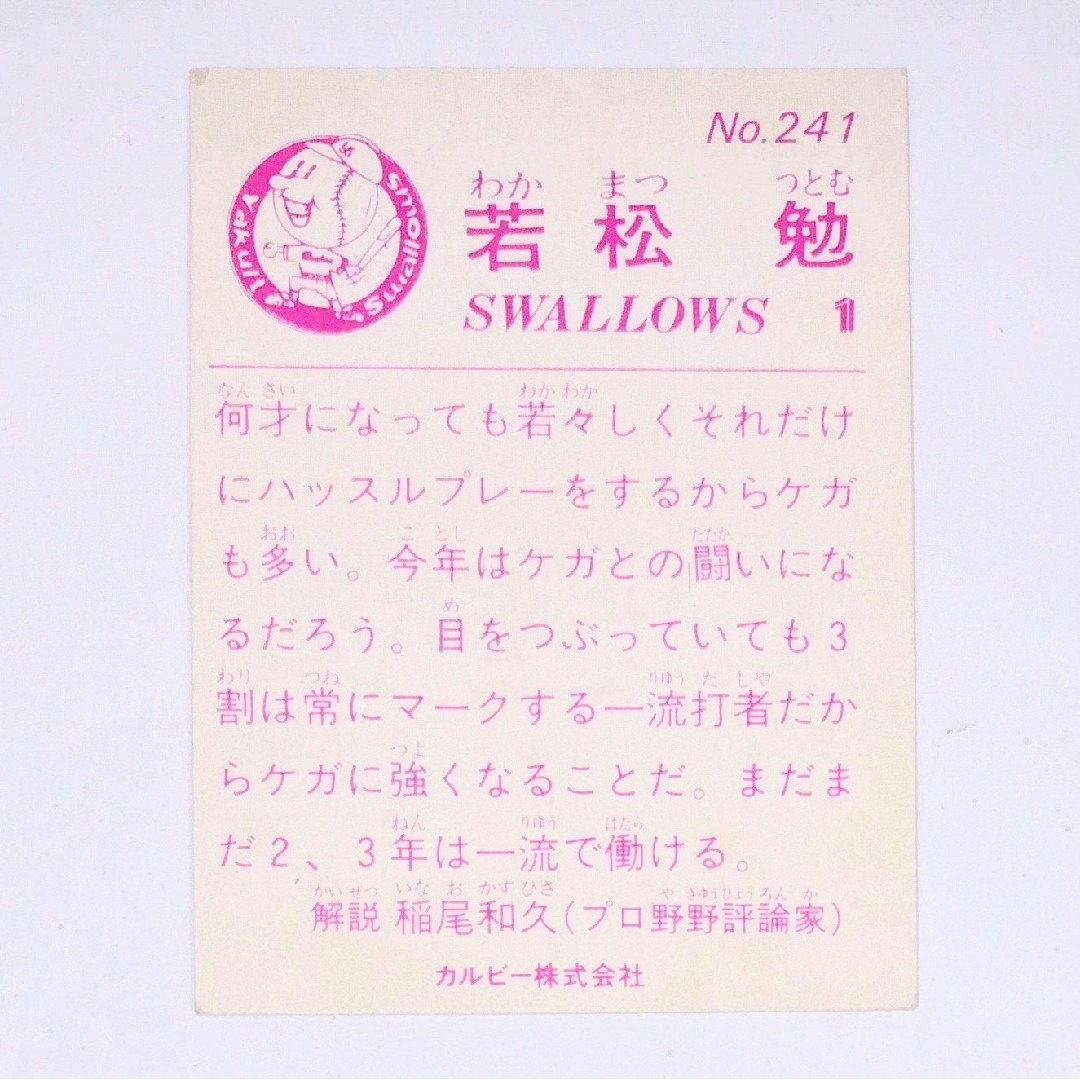 No.241
Yakult Swallows
わか まつ つとむ
若松 勉
SWALLOWS 1
なん さい わか わか
何才になっても若々しくそれだけ
にハッスルプレーをするからケガ
おお こ とし たたか
も多い。今年はケガとの闘いにな
め
るだろう。目をつぶっていても3
わり つね りゆう だ しや
割は常にマークする一流打者だか
つよ
らケガに強くなることだ。まだま
ねん りゆう はたら
だ2、3年は一流で働ける。
かい せつ いな お かず ひさ や きゆう ひよう ろん か
解説 稲尾和久(プロ野野評論家)
カルビー株式会社